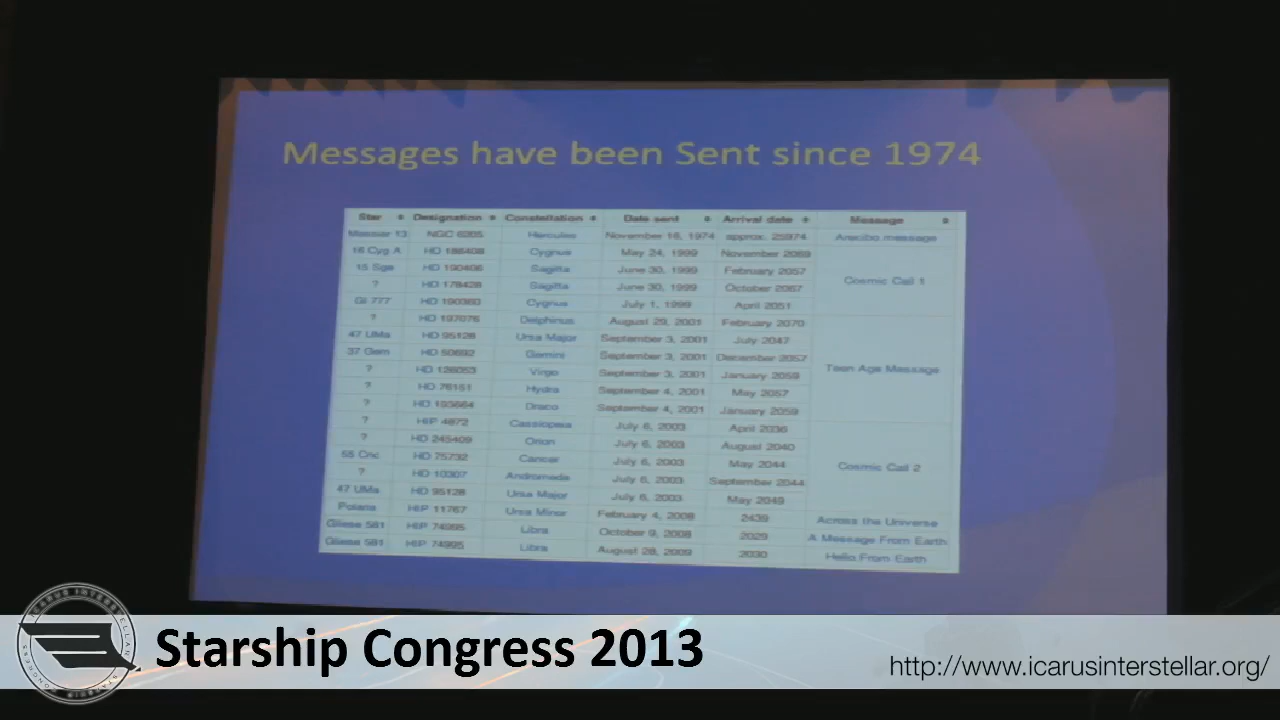 Messages have been Sent since 1974
Star Designation Constellation Date sent Arrival date Message
Messier 13 NGC 6205 Hercules November 16, 1974 approx. 25974 Arecibo message
16 Cyg A HD 186408 Cygnus May 24, 1999 November 2069 Cosmic Call 1
15 Sge HD 190406 Sagitta June 30, 1999 February 2057
? HD 178428 Sagitta June 30, 1999 October 2067
Gl 777 HD 190360 Cygnus July 1, 1999 April 2051
? HD 197076 Delphinus August 29, 2001 February 2070 Teen Age Message
47 UMa HD 95128 Ursa Major September 3, 2001 July 2047
37 Gem HD 50692 Gemini September 3, 2001 December 2057
? HD 126053 Virgo September 3, 2001 January 2059
? HD 76151 Hydra September 4, 2001 May 2057
? HD 193664 Draco September 4, 2001 January 2059
? HIP 4872 Cassiopeia July 6, 2003 April 2036 Cosmic Call 2
? HD 245409 Orion July 6, 2003 August 2040
55 Cnc HD 75732 Cancer July 6, 2003 May 2044
? HD 10307 Andromeda July 6, 2003 September 2044
47 UMa HD 95128 Ursa Major July 6, 2003 May 2049
Polaris HIP 11767 Ursa Minor February 4, 2008 2439 Across the Universe
Gliese 581 HIP 74995 Libra October 9, 2008 2029 A Message From Earth
Gliese 581 HIP 74995 Libra August 28, 2009 2030 Hello From Earth
ICARUS INTERSTELLAR
STARSHIP CONGRESS
Starship Congress 2013
http://www.icarusinterstellar.org/